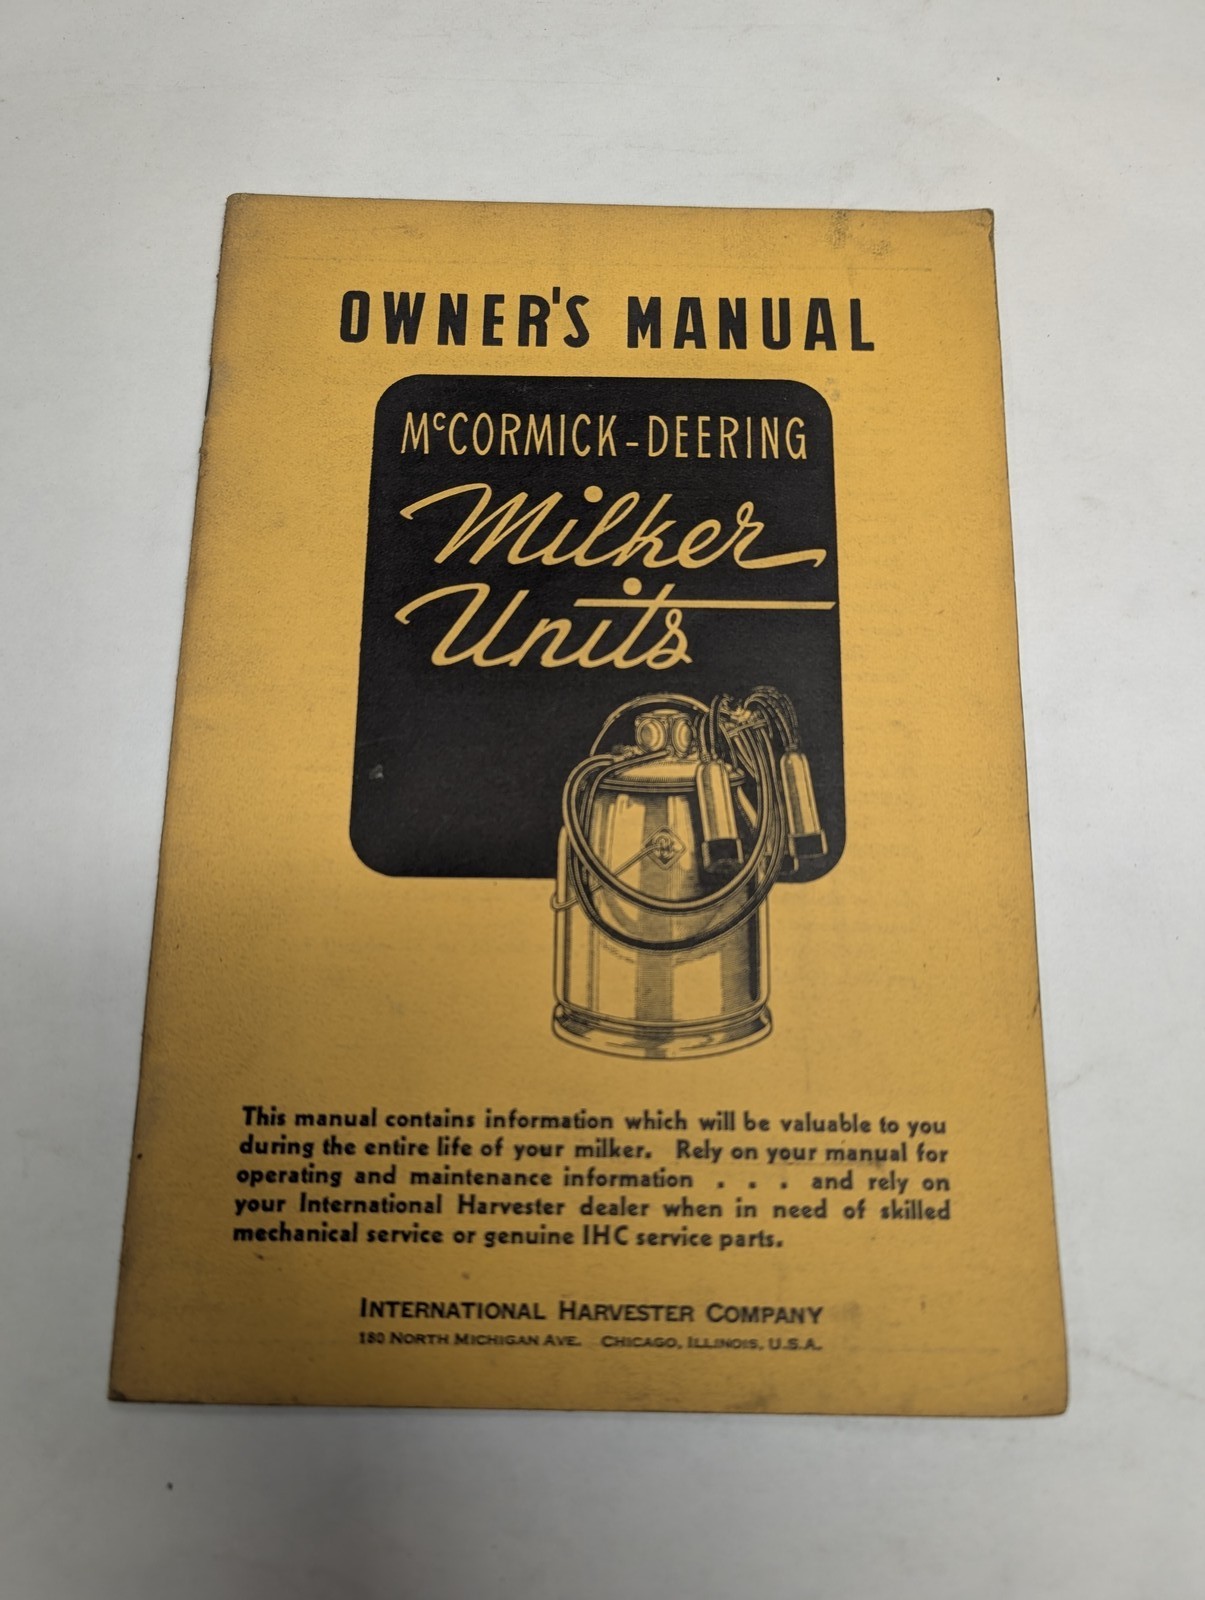 OWNER'S MANUAL
McCORMICK-DEERING
Milker
Units
This manual contains information which will be valuable to you
during the entire life of your milker. Rely on your manual for
operating and maintenance information . . . and rely on
your International Harvester dealer when in need of skilled
mechanical service or genuine IHC service parts.
INTERNATIONAL HARVESTER COMPANY
180 NORTH MICHIGAN AVE. CHICAGO, ILLINOIS, U.S.A.